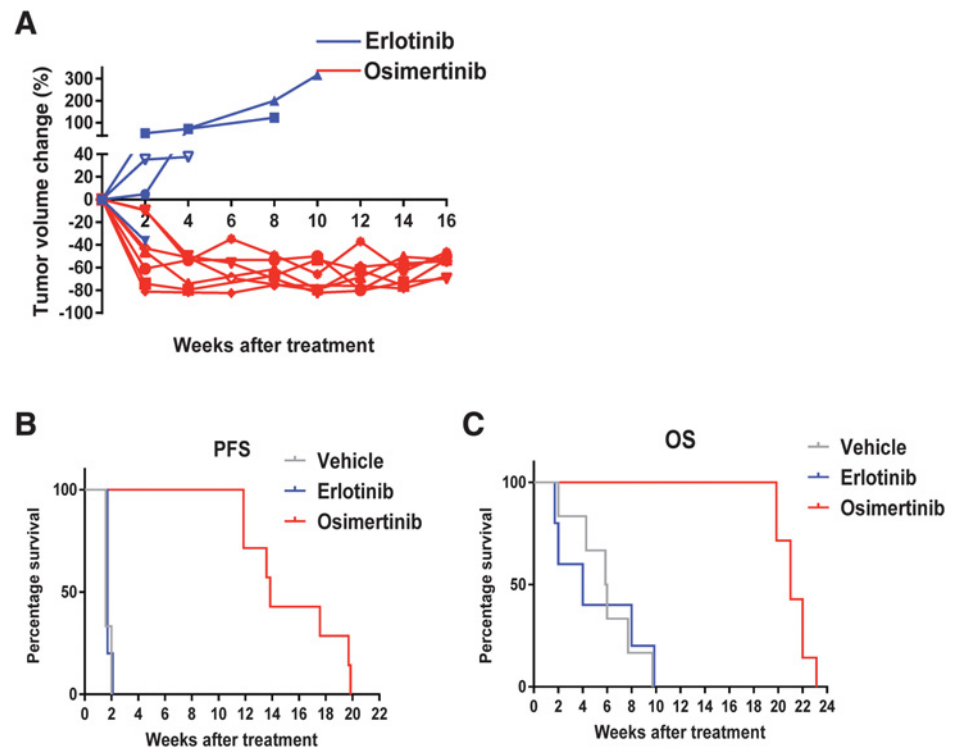 A
Erlotinib
Osimertinib
Tumor volume change (%)
300
200
100
40
20
0
-20
-40
-60
-80
-100
2 4 6 8 10 12 14 16
Weeks after treatment
B
PFS
Vehicle
Erlotinib
Osimertinib
Percentage survival
100
50
0
0 2 4 6 8 10 12 14 16 18 20 22
Weeks after treatment
C
OS
Vehicle
Erlotinib
Osimertinib
Percentage survival
100
50
0
0 2 4 6 8 10 12 14 16 18 20 22 24
Weeks after treatment